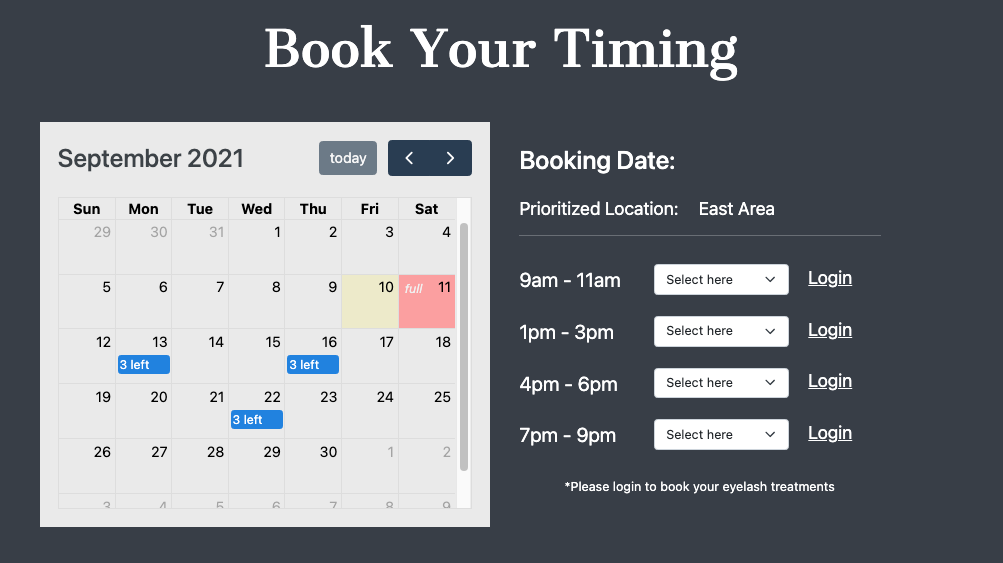 Book Your Timing
September 2021
today
Sun Mon Tue Wed Thu Fri Sat
29 30 31 1 2 3 4
5 6 7 8 9 10 full 11
12 13 14 15 16 17 18
3 left 3 left
19 20 21 22 23 24 25
3 left
26 27 28 29 30 1 2
3 4 5 6 7 8 9
Booking Date:
Prioritized Location: East Area
9am - 11am Select here Login
1pm - 3pm Select here Login
4pm - 6pm Select here Login
7pm - 9pm Select here Login
*Please login to book your eyelash treatments